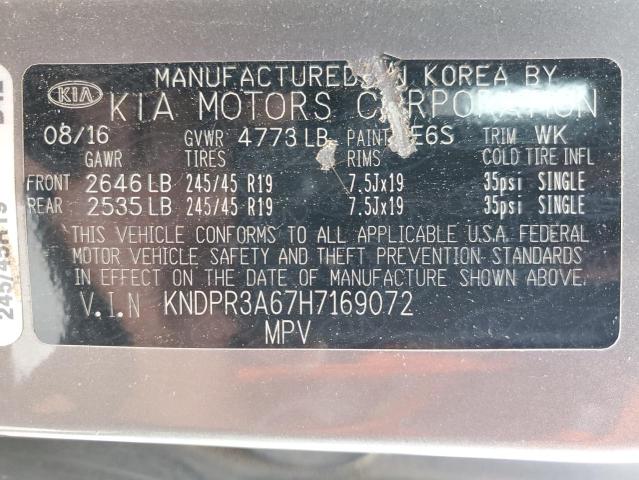 MANUFACTURED IN KOREA BY
KIA KIA MOTORS CORPORATION
08/16 GVWR 4773 LB PAINT E6S TRIM WK
GAWR TIRES RIMS COLD TIRE INFL
FRONT 2646 LB 245/45 R19 7.5Jx19 35psi SINGLE
REAR 2535 LB 245/45 R19 7.5Jx19 35psi SINGLE
THIS VEHICLE CONFORMS TO ALL APPLICABLE U.S.A. FEDERAL
MOTOR VEHICLE SAFETY AND THEFT PREVENTION STANDARDS
IN EFFECT ON THE DATE OF MANUFACTURE SHOWN ABOVE.
V.I.N KNDPR3A67H7169072
MPV
245/45R19